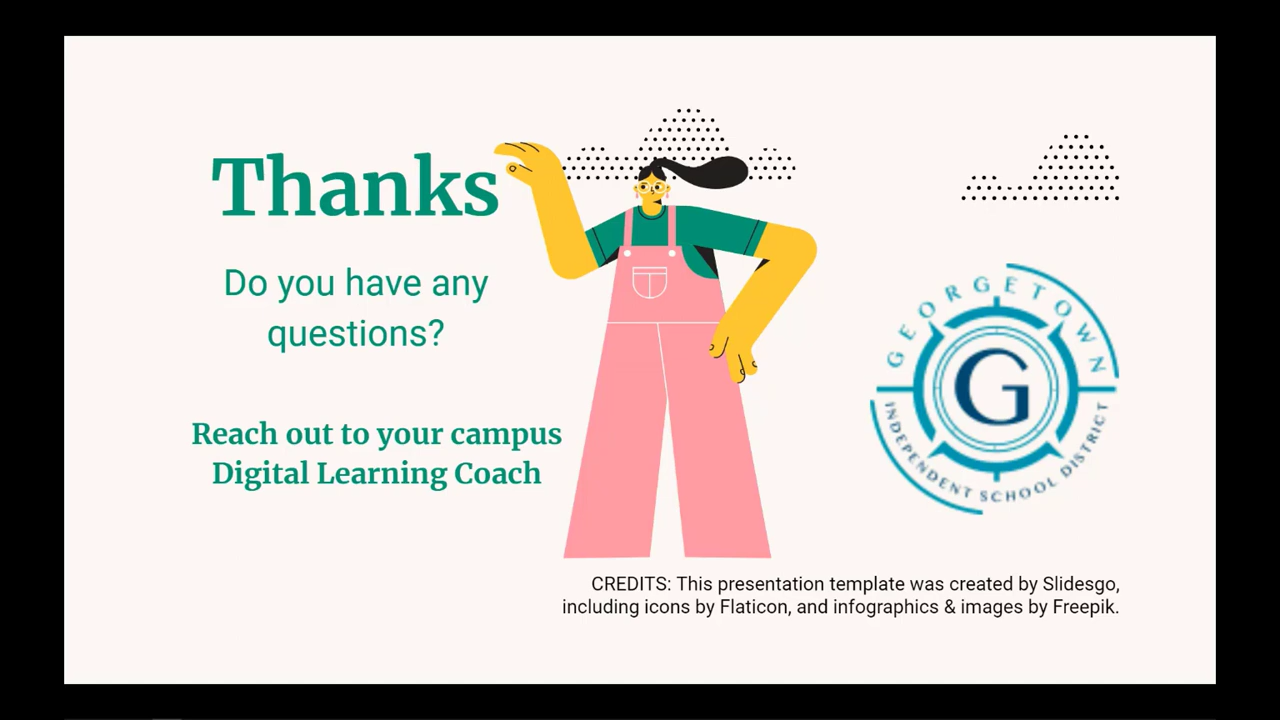 Thanks
Do you have any
questions?
Reach out to your campus
Digital Learning Coach
GEORGETOWN
G
INDEPENDENT SCHOOL DISTRICT
CREDITS: This presentation template was created by Slidesgo,
including icons by Flaticon, and infographics & images by Freepik.